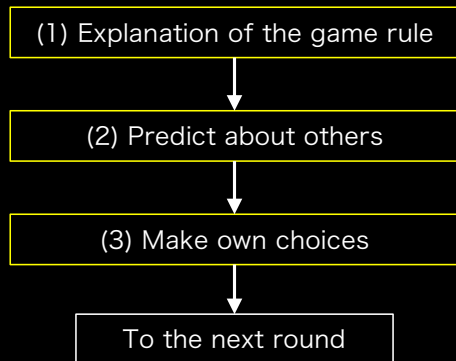 (1) Explanation of the game rule
(2) Predict about others
(3) Make own choices
To the next round